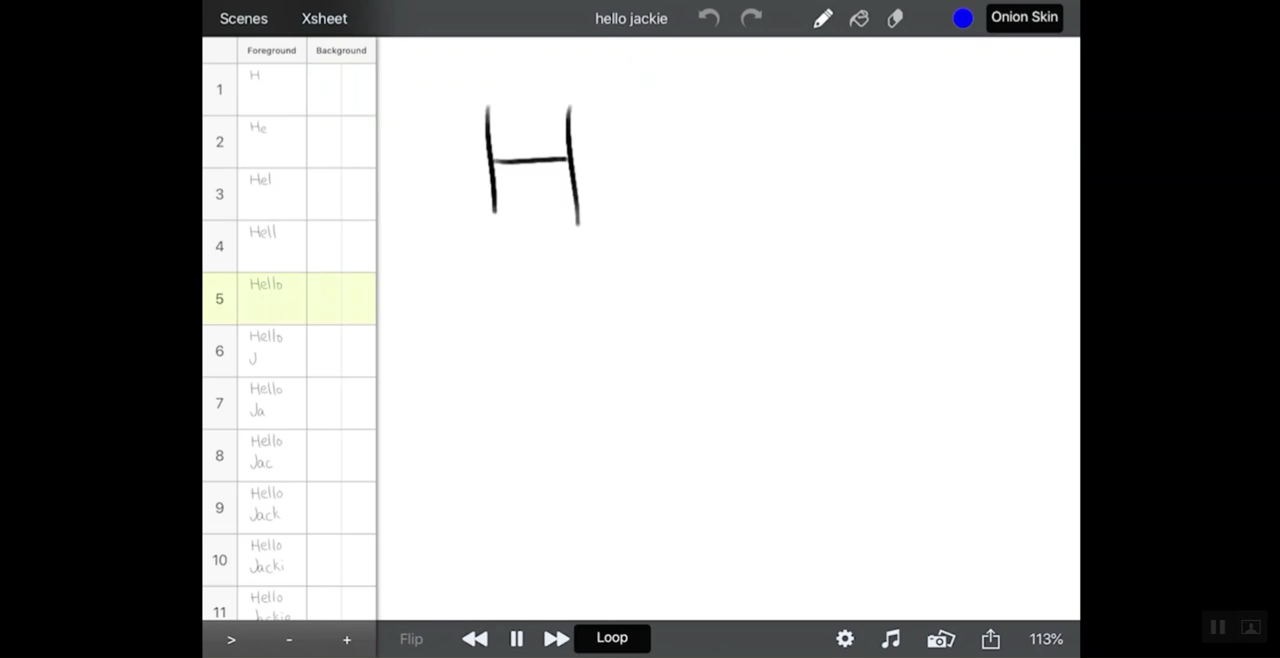 Scenes Xsheet hello jackie Onion Skin
Foreground Background
1 H
2 He
3 Hel
4 Hell
5 Hello
6 Hello
J
7 Hello
Ja
8 Hello
Jac
9 Hello
Jack
10 Hello
Jacki
11 Hello
Jackie
H
> - + Flip Loop 113%